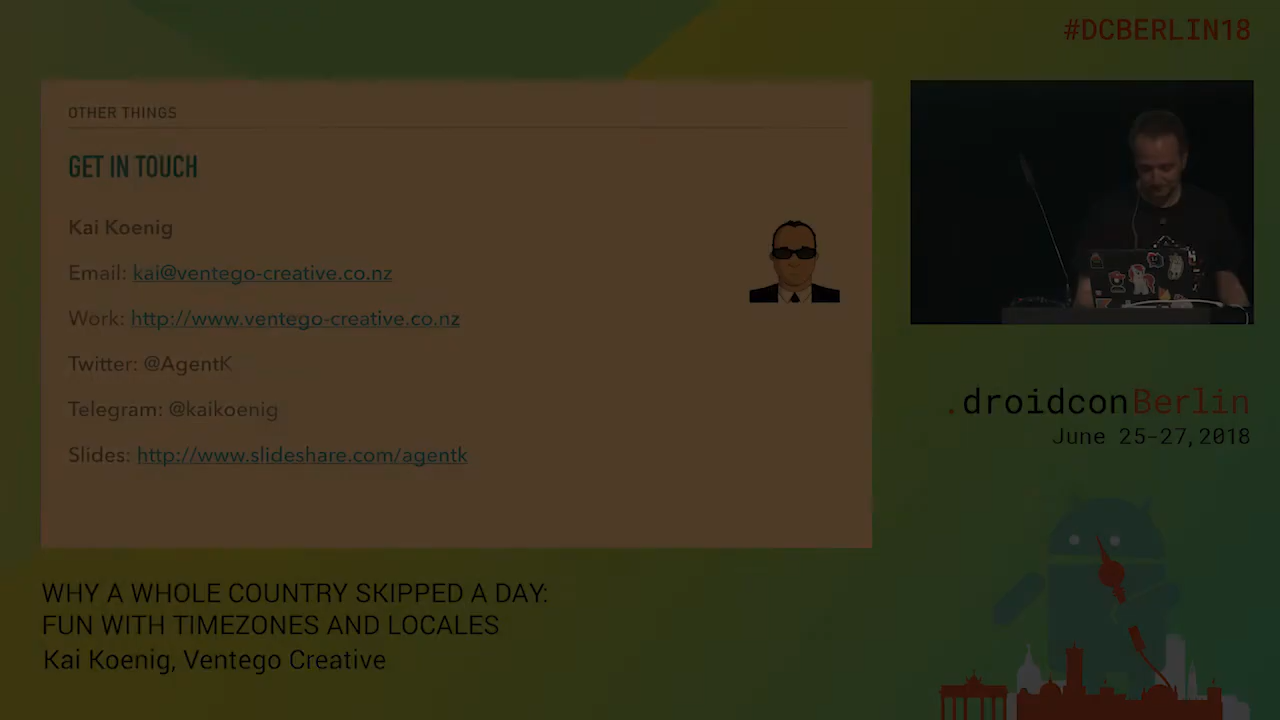 #DCBERLIN18
OTHER THINGS
GET IN TOUCH
Kai Koenig
Email: kai@ventego-creative.co.nz
Work: http://www.ventego-creative.co.nz
Twitter: @AgentK
Telegram: @kaikoenig
Slides: http://www.slideshare.com/agentk
.droidconBerlin
June 25-27, 2018
WHY A WHOLE COUNTRY SKIPPED A DAY:
FUN WITH TIMEZONES AND LOCALES
Kai Koenig, Ventego Creative